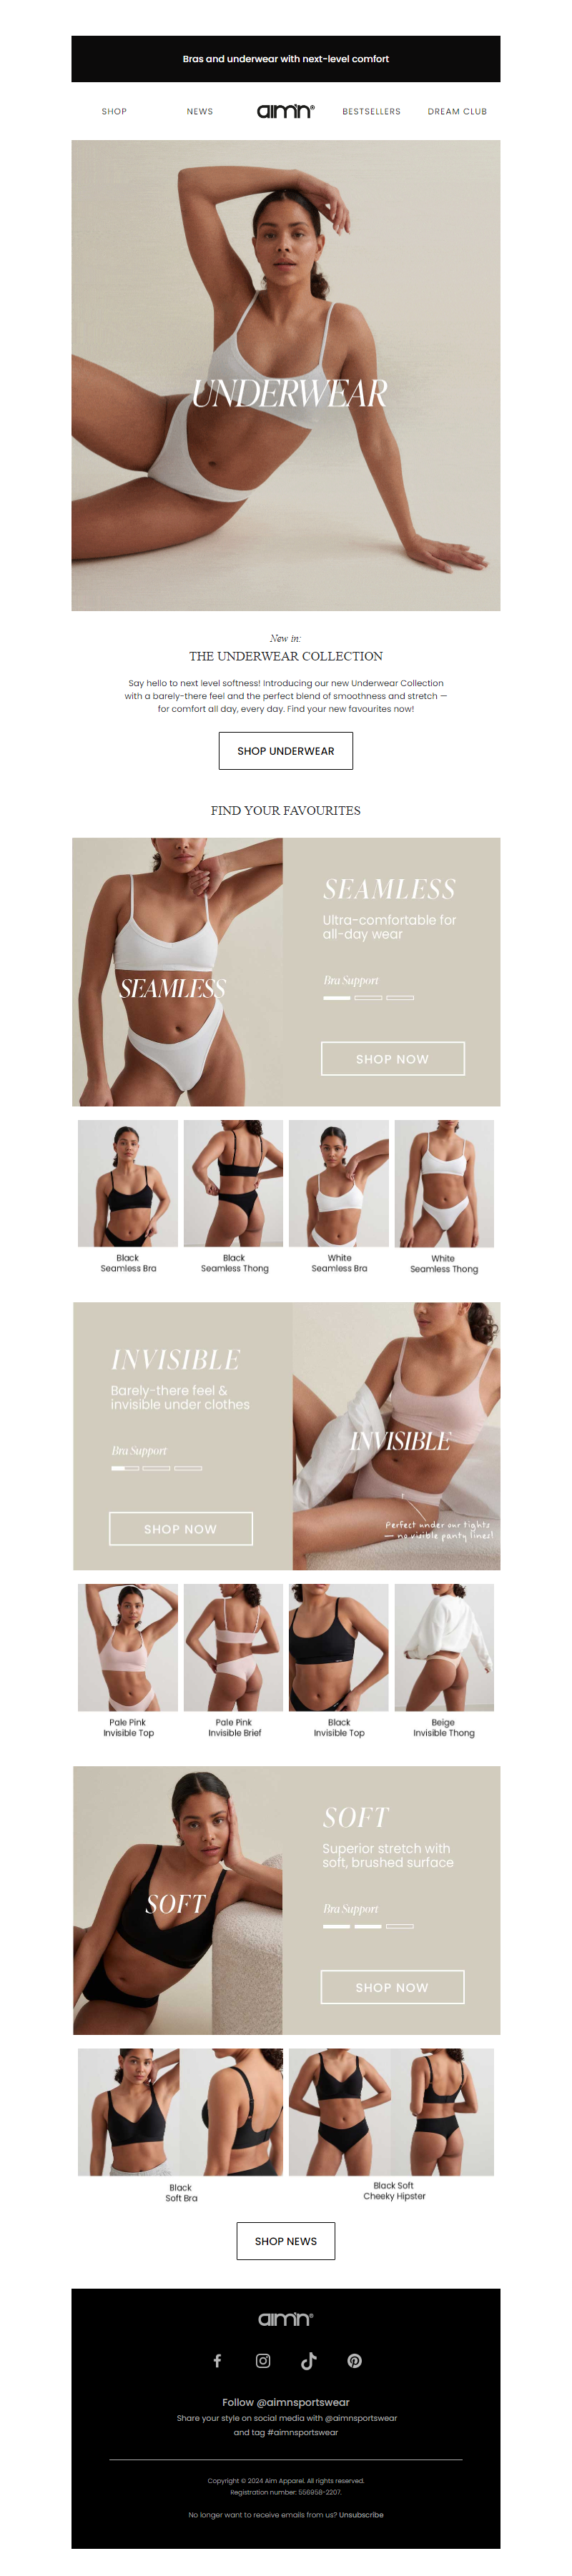 Bras and underwear with next-level comfort
SHOP NEWS aim'n® BESTSELLERS DREAM CLUB
UNDERWEAR
New in:
THE UNDERWEAR COLLECTION
Say hello to next level softness! Introducing our new Underwear Collection
with a barely-there feel and the perfect blend of smoothness and stretch —
for comfort all day, every day. Find your new favourites now!
SHOP UNDERWEAR
FIND YOUR FAVOURITES
SEAMLESS
SEAMLESS
Ultra-comfortable for
all-day wear
Bra Support
SHOP NOW
Black
Seamless Bra
Black
Seamless Thong
White
Seamless Bra
White
Seamless Thong
INVISIBLE
Barely-there feel &
invisible under clothes
Bra Support
SHOP NOW
INVISIBLE
Perfect under our tights
— no visible panty lines!
Pale Pink
Invisible Top
Pale Pink
Invisible Brief
Black
Invisible Top
Beige
Invisible Thong
SOFT
SOFT
Superior stretch with
soft, brushed surface
Bra Support
SHOP NOW
Black
Soft Bra
Black Soft
Cheeky Hipster
SHOP NEWS
aim'n®
Follow @aimnsportswear
Share your style on social media with @aimnsportswear
and tag #aimnsportswear
Copyright © 2024 Aim Apparel. All rights reserved.
Registration number: 556958-2207.
No longer want to receive emails from us? Unsubscribe